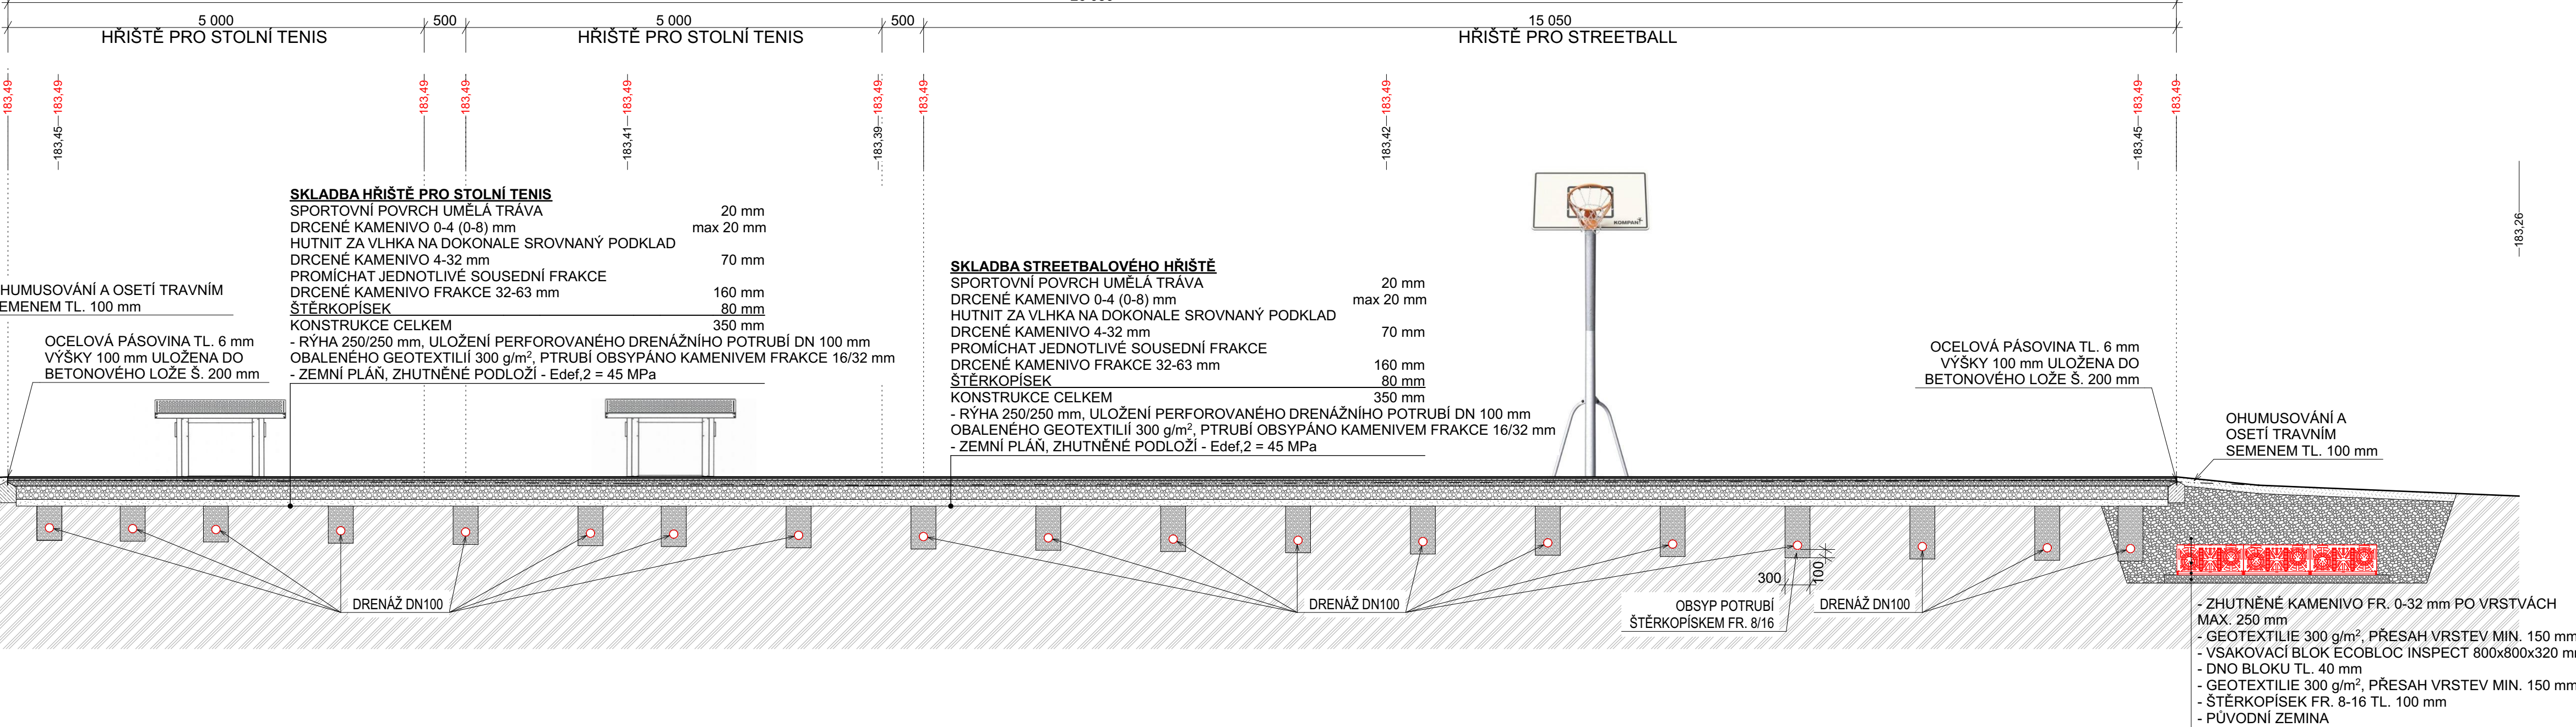 5 000
500
5 000
500
15 050
HŘIŠTĚ PRO STOLNÍ TENIS
HŘIŠTĚ PRO STOLNÍ TENIS
HŘIŠTĚ PRO STREETBALL
183,49
183,49
183,49
183,49
183,49
183,49
183,49
183,49
183,49
183,49
183,45
183,41
183,39
183,42
183,45
183,26
SKLADBA HŘIŠTĚ PRO STOLNÍ TENIS
SPORTOVNÍ POVRCH UMĚLÁ TRÁVA 20 mm
DRCENÉ KAMENIVO 0-4 (0-8) mm max 20 mm
HUTNIT ZA VLHKA NA DOKONALE SROVNANÝ PODKLAD
DRCENÉ KAMENIVO 4-32 mm 70 mm
PROMÍCHAT JEDNOTLIVÉ SOUSEDNÍ FRAKCE
DRCENÉ KAMENIVO FRAKCE 32-63 mm 160 mm
ŠTĚRKOPÍSEK 80 mm
KONSTRUKCE CELKEM 350 mm
- RÝHA 250/250 mm, ULOŽENÍ PERFOROVANÉHO DRENÁŽNÍHO POTRUBÍ DN 100 mm
OBALENÉHO GEOTEXTILIÍ 300 g/m², PTRUBÍ OBSYPÁNO KAMENIVEM FRAKCE 16/32 mm
- ZEMNÍ PLÁŇ, ZHUTNĚNÉ PODLOŽÍ - Edef,2 = 45 MPa
HUMUSOVÁNÍ A OSETÍ TRAVNÍM
EMENEM TL. 100 mm
OCELOVÁ PÁSOVINA TL. 6 mm
VÝŠKY 100 mm ULOŽENA DO
BETONOVÉHO LOŽE Š. 200 mm
SKLADBA STREETBALOVÉHO HŘIŠTĚ
SPORTOVNÍ POVRCH UMĚLÁ TRÁVA 20 mm
DRCENÉ KAMENIVO 0-4 (0-8) mm max 20 mm
HUTNIT ZA VLHKA NA DOKONALE SROVNANÝ PODKLAD
DRCENÉ KAMENIVO 4-32 mm 70 mm
PROMÍCHAT JEDNOTLIVÉ SOUSEDNÍ FRAKCE
DRCENÉ KAMENIVO FRAKCE 32-63 mm 160 mm
ŠTĚRKOPÍSEK 80 mm
KONSTRUKCE CELKEM 350 mm
- RÝHA 250/250 mm, ULOŽENÍ PERFOROVANÉHO DRENÁŽNÍHO POTRUBÍ DN 100 mm
OBALENÉHO GEOTEXTILIÍ 300 g/m², PTRUBÍ OBSYPÁNO KAMENIVEM FRAKCE 16/32 mm
- ZEMNÍ PLÁŇ, ZHUTNĚNÉ PODLOŽÍ - Edef,2 = 45 MPa
KOMPAN
OCELOVÁ PÁSOVINA TL. 6 mm
VÝŠKY 100 mm ULOŽENA DO
BETONOVÉHO LOŽE Š. 200 mm
OHUMUSOVÁNÍ A
OSETÍ TRAVNÍM
SEMENEM TL. 100 mm
DRENÁŽ DN100
DRENÁŽ DN100
300
100
OBSYP POTRUBÍ
ŠTĚRKOPÍSKEM FR. 8/16
DRENÁŽ DN100
- ZHUTNĚNÉ KAMENIVO FR. 0-32 mm PO VRSTVÁCH
MAX. 250 mm
- GEOTEXTILIE 300 g/m², PŘESAH VRSTEV MIN. 150 mm
- VSAKOVACÍ BLOK ECOBLOC INSPECT 800x800x320 m
- DNO BLOKU TL. 40 mm
- GEOTEXTILIE 300 g/m², PŘESAH VRSTEV MIN. 150 mm
- ŠTĚRKOPÍSEK FR. 8-16 TL. 100 mm
- PŮVODNÍ ZEMINA